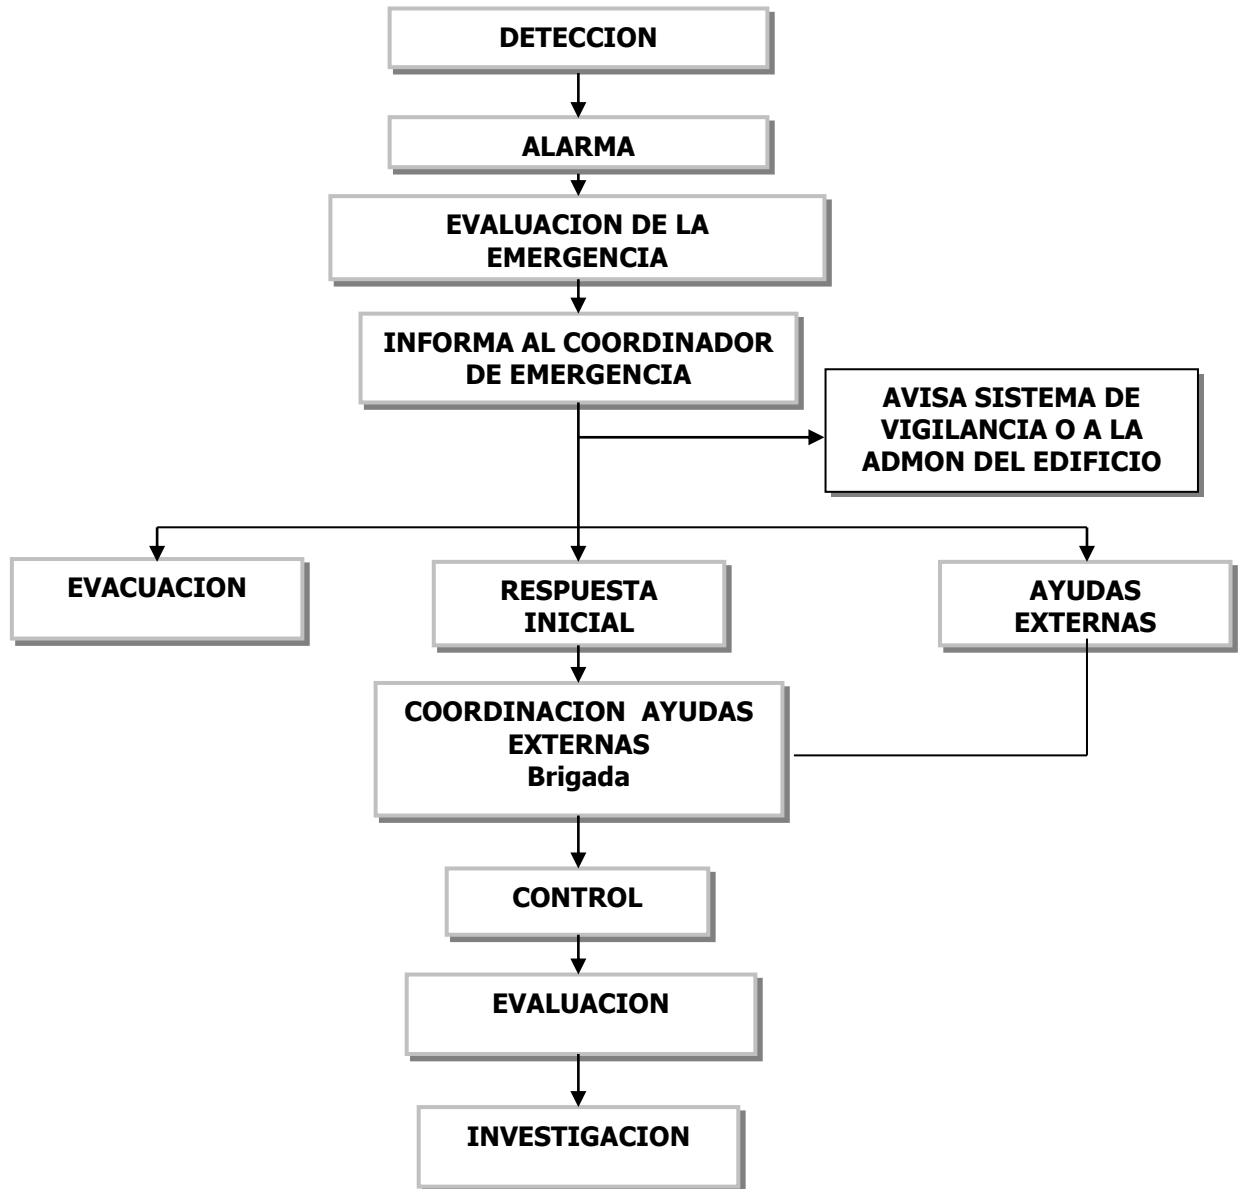 DETECCION
ALARMA
EVALUACION DE LA
EMERGENCIA
INFORMA AL COORDINADOR
DE EMERGENCIA
AVISA SISTEMA DE
VIGILANCIA O A LA
ADMON DEL EDIFICIO
EVACUACION
RESPUESTA
INICIAL
AYUDAS
EXTERNAS
COORDINACION  AYUDAS
EXTERNAS
Brigada
CONTROL
EVALUACION
INVESTIGACION